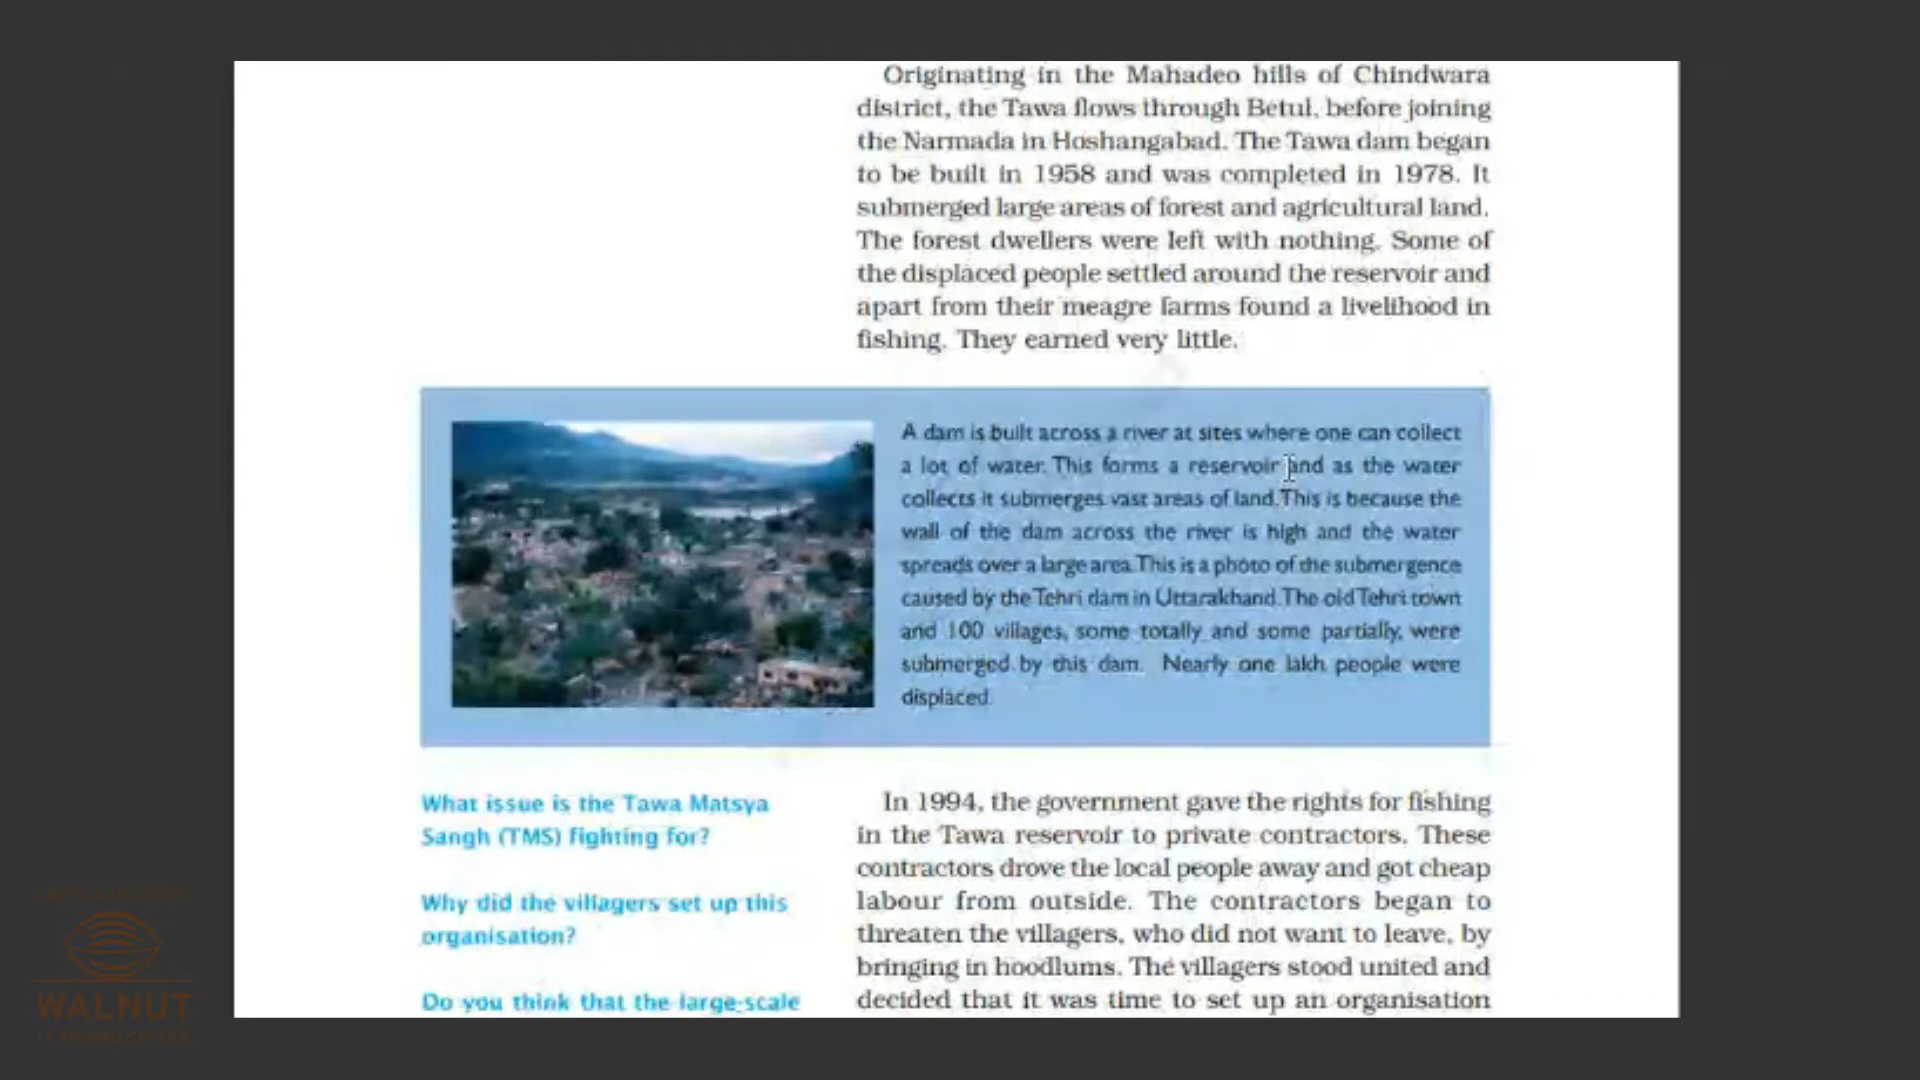 Originating in the Mahadeo hills of Chindwara
district, the Tawa flows through Betul, before joining
the Narmada in Hoshangabad. The Tawa dam began
to be built in 1958 and was completed in 1978. It
submerged large areas of forest and agricultural land.
The forest dwellers were left with nothing. Some of
the displaced people settled around the reservoir and
apart from their meagre farms found a livelihood in
fishing. They earned very little.
A dam is built across a river at sites where one can collect
a lot of water. This forms a reservoir and as the water
collects it submerges vast areas of land. This is because the
wall of the dam across the river is high and the water
spreads over a large area. This is a photo of the submergence
caused by the Tehri dam in Uttarakhand. The old Tehri town
and 100 villages, some totally and some partially, were
submerged by this dam. Nearly one lakh people were
displaced.
What issue is the Tawa Matsya
Sangh (TMS) fighting for?
Why did the villagers set up this
organisation?
Do you think that the large-scale
In 1994, the government gave the rights for fishing
in the Tawa reservoir to private contractors. These
contractors drove the local people away and got cheap
labour from outside. The contractors began to
threaten the villagers, who did not want to leave, by
bringing in hoodlums. The villagers stood united and
decided that it was time to set up an organisation
WALNUT